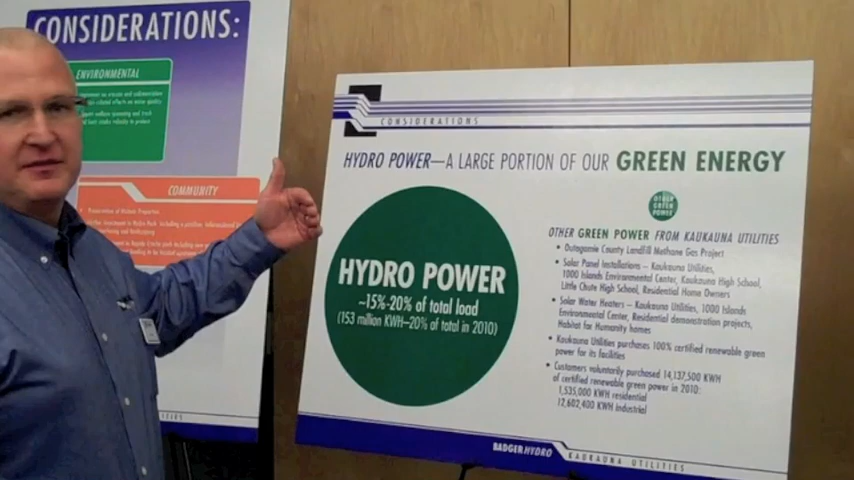 CONSIDERATIONS:
ENVIRONMENTAL
COMMUNITY
Preservation of Historic Properties
CONSIDERATIONS
HYDRO POWER—A LARGE PORTION OF OUR GREEN ENERGY
HYDRO POWER
~15%-20% of total load
(153 million KWH—20% of total in 2010)
OTHER
GREEN
POWER
OTHER GREEN POWER FROM KAUKAUNA UTILITIES
• Outagamie County Landfill Methane Gas Project
• Solar Panel Installations – Kaukauna Utilities,
1000 Islands Environmental Center, Kaukauna High School,
Little Chute High School, Residential Home Owners
• Solar Water Heaters – Kaukauna Utilities, 1000 Islands
Environmental Center, Residential demonstration projects,
Habitat for Humanity homes
• Kaukauna Utilities purchases 100% certified renewable green
power for its facilities
• Customers voluntarily purchased 14,137,500 KWH
of certified renewable green power in 2010:
1,535,000 KWH residential
12,602,400 KWH industrial
BADGER HYDRO
KAUKAUNA UTILITIES